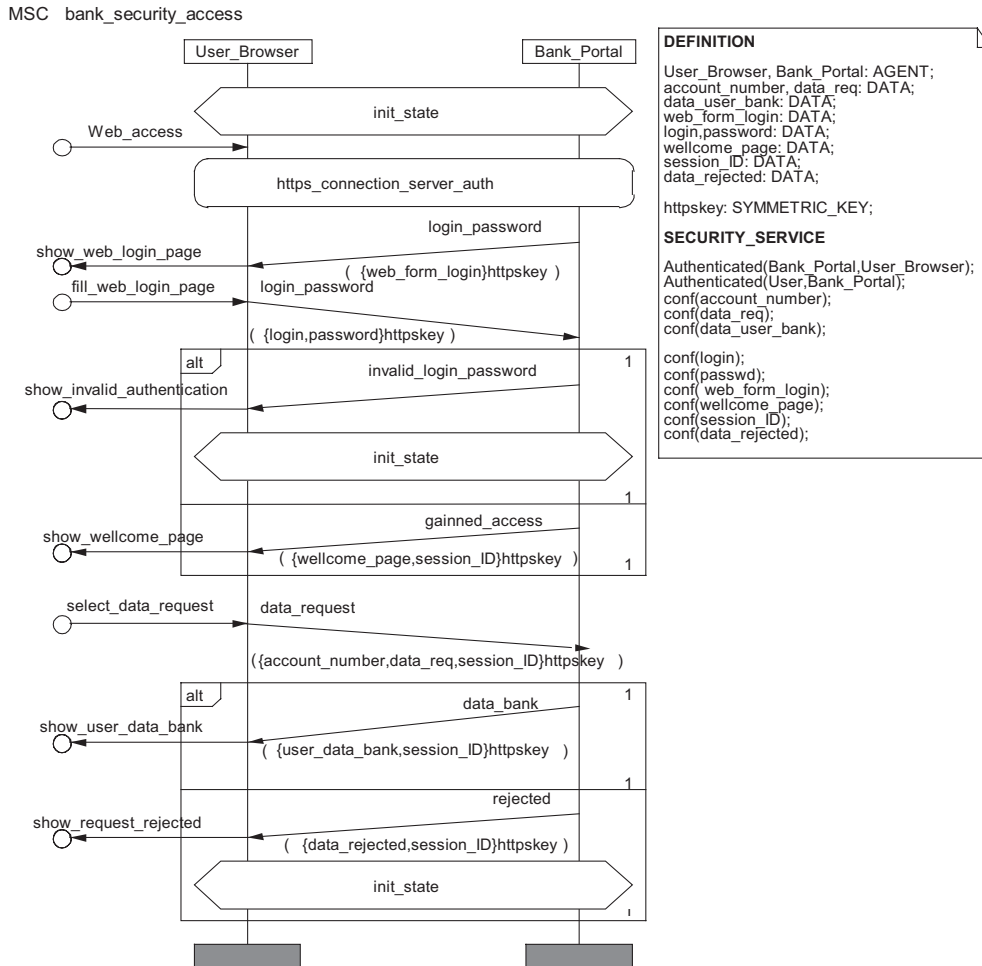 MSC bank_security_access
User_Browser
Bank_Portal
init_state
Web_access
https_connection_server_auth
login_password
show_web_login_page
( {web_form_login}httpskey )
fill_web_login_page
login_password
( {login,password}httpskey )
alt
1
invalid_login_password
show_invalid_authentication
init_state
1
gainned_access
show_wellcome_page
( {wellcome_page,session_ID}httpskey )
1
select_data_request
data_request
({account_number,data_req,session_ID}httpskey )
alt
1
data_bank
show_user_data_bank
( {user_data_bank,session_ID}httpskey )
1
rejected
show_request_rejected
( {data_rejected,session_ID}httpskey )
init_state
1
DEFINITION
User_Browser, Bank_Portal: AGENT;
account_number, data_req: DATA;
data_user_bank: DATA;
web_form_login: DATA;
login,password: DATA;
wellcome_page: DATA;
session_ID: DATA;
data_rejected: DATA;
httpskey: SYMMETRIC_KEY;
SECURITY_SERVICE
Authenticated(Bank_Portal,User_Browser);
Authenticated(User,Bank_Portal);
conf(account_number);
conf(data_req);
conf(data_user_bank);
conf(login);
conf(passwd);
conf( web_form_login);
conf(wellcome_page);
conf(session_ID);
conf(data_rejected);